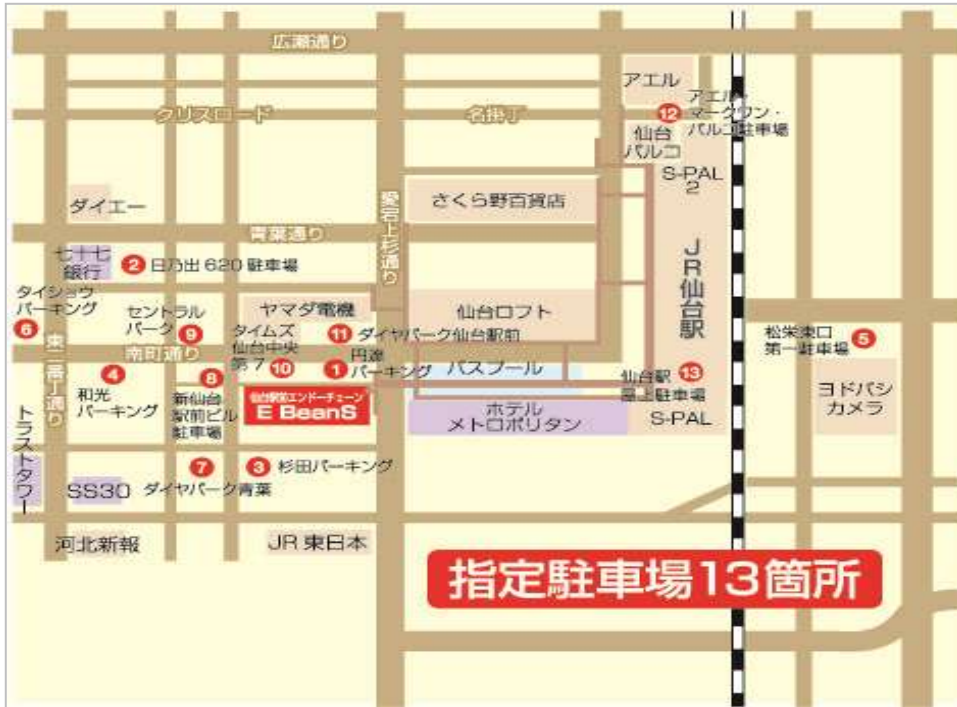 広瀬通り
アエル
クリスロード
名掛丁
⑫
アエル・
マークワン・
パルコ駐車場
仙台
パルコ
S-PAL
2
ダイエー
さくら野百貨店
愛宕上杉通り
青葉通り
JR仙台駅
七十七
銀行
② 日乃出620駐車場
タイショウ
パーキング
⑥
セントラル
パーク
⑨
ヤマダ電機
仙台ロフト
⑪ ダイヤパーク仙台駅前
南町通り
東二番丁通り
タイムズ
仙台中央
第7 ⑩
①
パーキング
バスプール
松栄東口
第一駐車場
⑤
④
和光
パーキング
⑧
新仙台
駅前ビル
駐車場
仙台駅前エンドーチェーン
E BeanS
仙台駅 ⑬
屋上駐車場
ホテル
メトロポリタン
S-PAL
ヨドバシ
カメラ
トラストタワー
⑦
ダイヤパーク青葉
③ 杉田パーキング
SS30
河北新報
JR東日本
指定駐車場13箇所